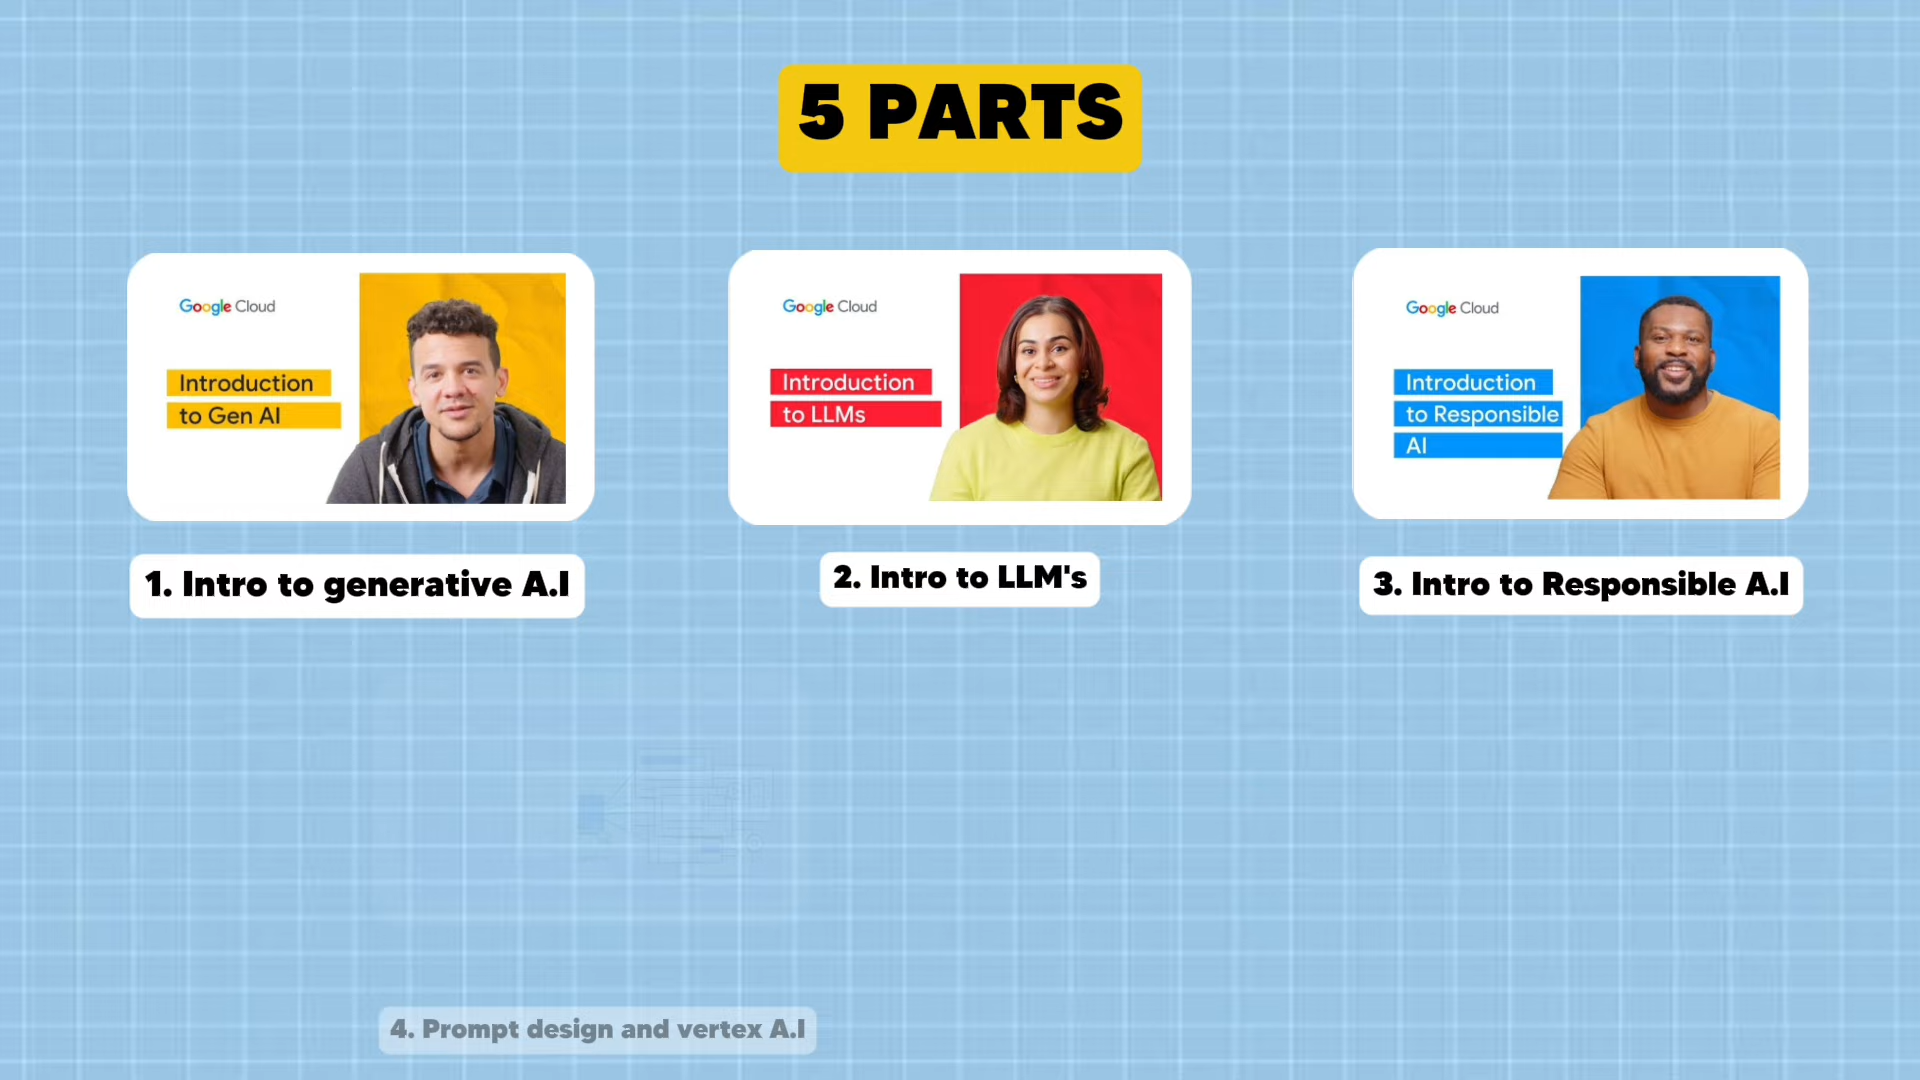 5 PARTS
Google Cloud
Introduction
to Gen AI
Google Cloud
Introduction
to LLMs
Google Cloud
Introduction
to Responsible
AI
1. Intro to generative A.I
2. Intro to LLM's
3. Intro to Responsible A.I
4. Prompt design and vertex A.I